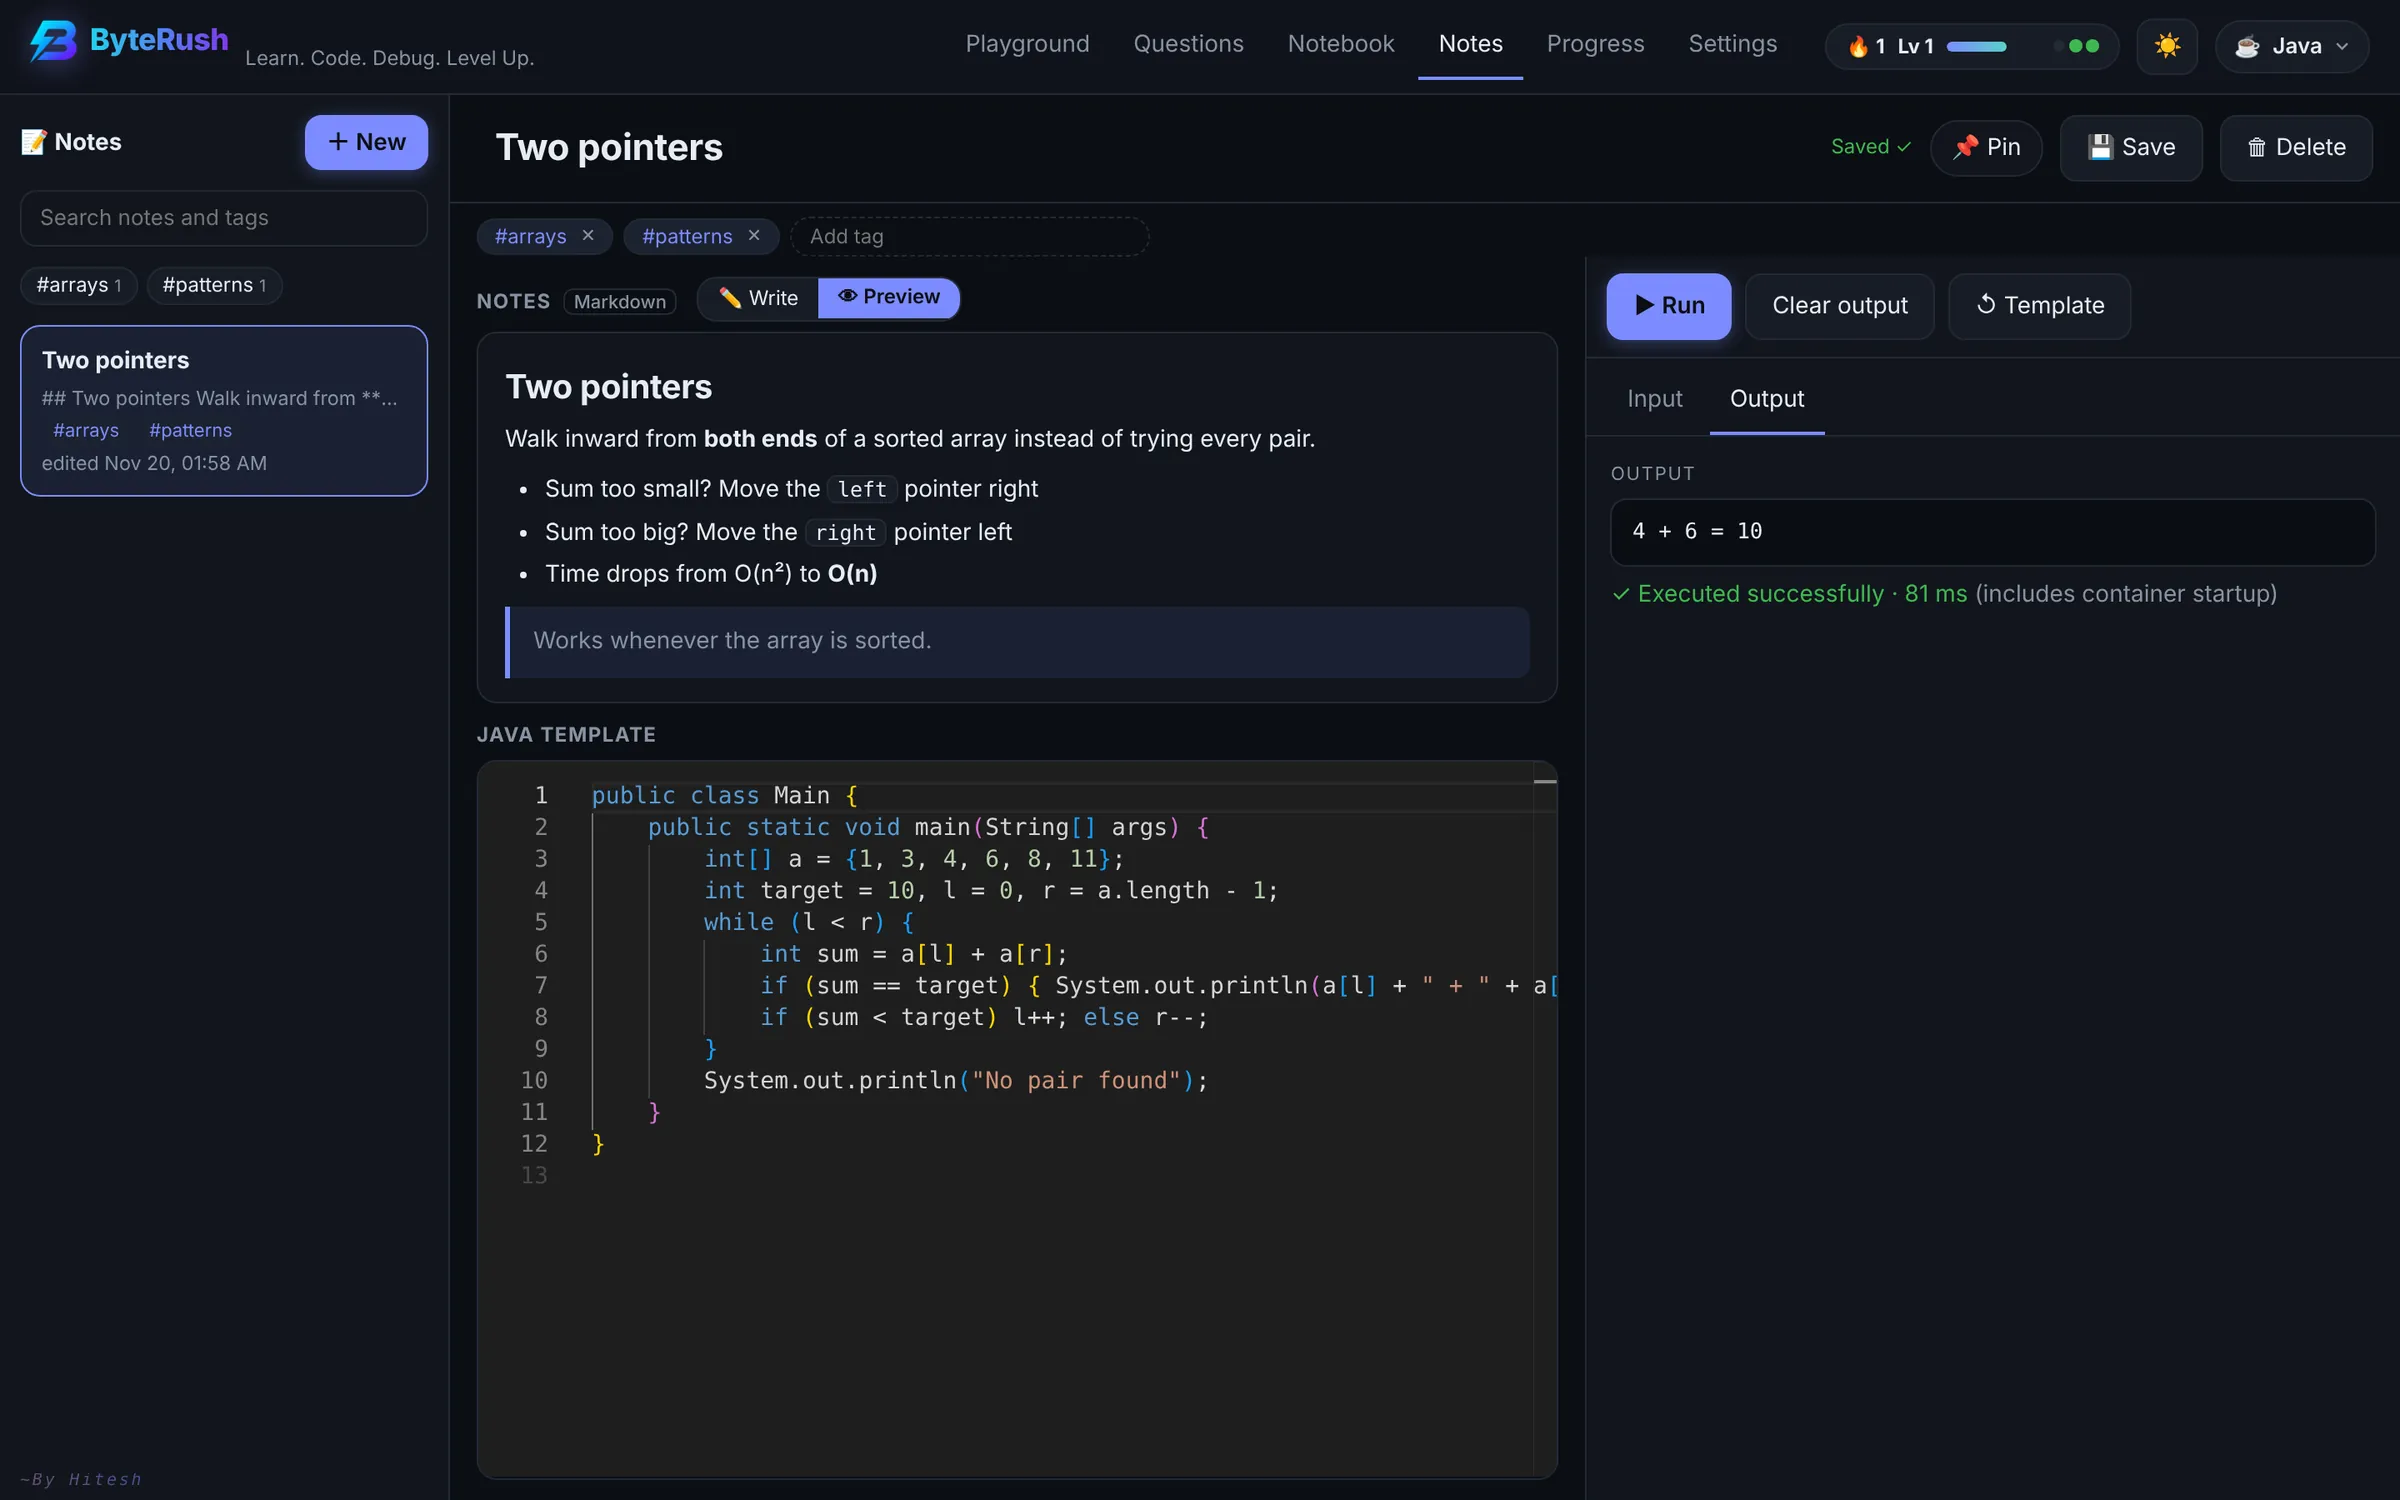 ByteRush
Learn. Code. Debug. Level Up.
Playground
Questions
Notebook
Notes
Progress
Settings
🔥 1 Lv 1
☕ Java
📝 Notes
+ New
Search notes and tags
#arrays 1
#patterns 1
Two pointers
## Two pointers Walk inward from **...
#arrays #patterns
edited Nov 20, 01:58 AM
~By Hitesh
Two pointers
Saved ✓
📌 Pin
💾 Save
🗑 Delete
#arrays ✕
#patterns ✕
Add tag
NOTES
Markdown
✏️ Write
👁 Preview
Two pointers
Walk inward from both ends of a sorted array instead of trying every pair.
• Sum too small? Move the left pointer right
• Sum too big? Move the right pointer left
• Time drops from O(n²) to O(n)
Works whenever the array is sorted.
JAVA TEMPLATE
1 public class Main {
2 public static void main(String[] args) {
3 int[] a = {1, 3, 4, 6, 8, 11};
4 int target = 10, l = 0, r = a.length - 1;
5 while (l < r) {
6 int sum = a[l] + a[r];
7 if (sum == target) { System.out.println(a[l] + " + " + a[
8 if (sum < target) l++; else r--;
9 }
10 System.out.println("No pair found");
11 }
12 }
13
▶ Run
Clear output
↺ Template
Input
Output
OUTPUT
4 + 6 = 10
✓ Executed successfully · 81 ms (includes container startup)